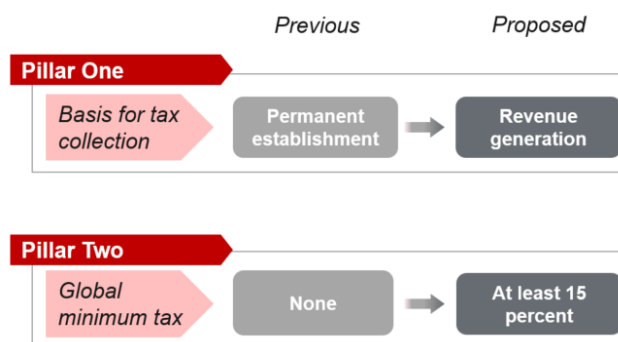 Previous
Proposed
Pillar One
Basis for tax
collection
Permanent
establishment
Revenue
generation
Pillar Two
Global
minimum tax
None
At least 15
percent